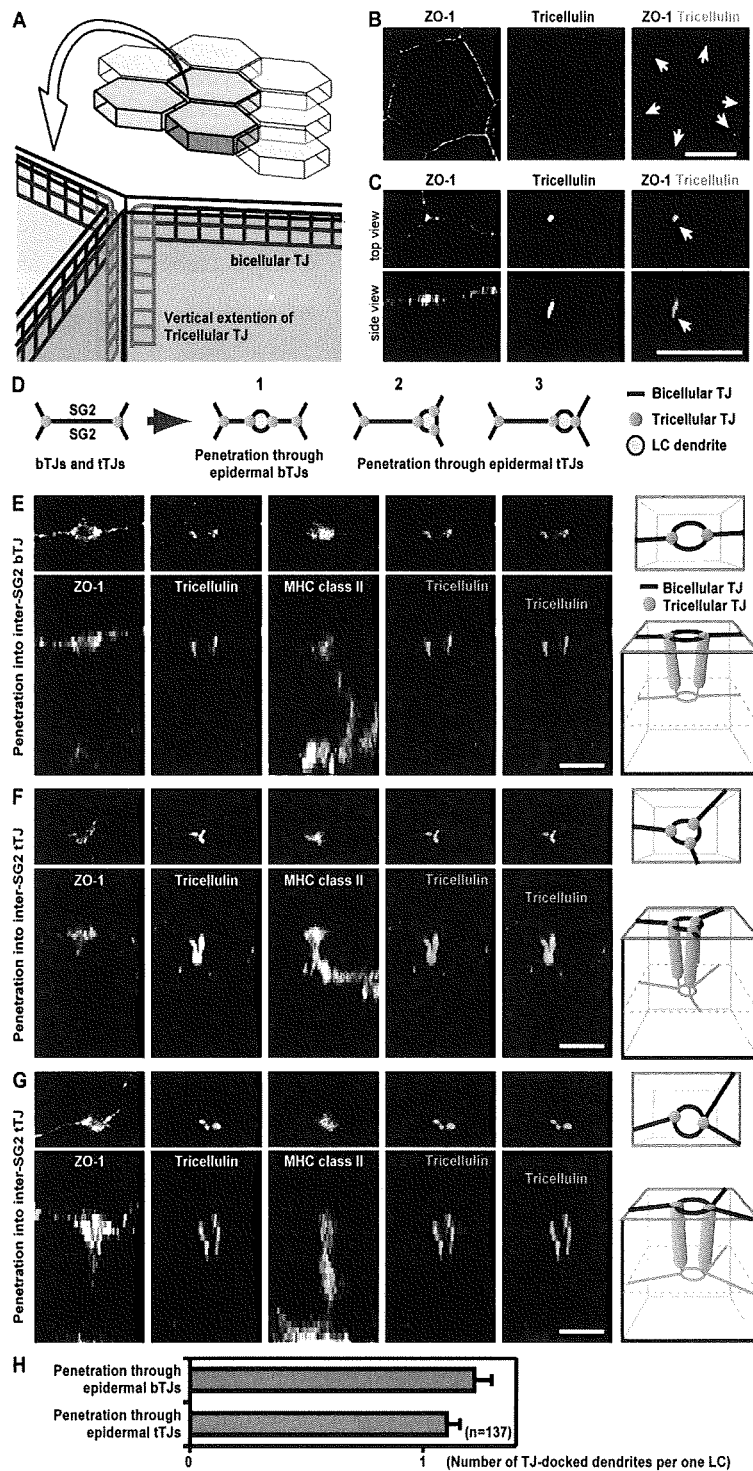 A
bicellular TJ
Vertical extention of
Tricellular TJ
B
ZO-1 Tricellulin ZO-1 Tricellulin
C
ZO-1 Tricellulin ZO-1 Tricellulin
top view
side view
D
SG2
SG2
bTJs and tTJs
1 2 3
Penetration through
epidermal bTJs
Penetration through epidermal tTJs
Bicellular TJ
Tricellular TJ
LC dendrite
E
Penetration into inter-SG2 bTJ
ZO-1 Tricellulin MHC class II Tricellulin Tricellulin
Bicellular TJ
Tricellular TJ
F
Penetration into inter-SG2 tTJ
ZO-1 Tricellulin MHC class II Tricellulin Tricellulin
G
Penetration into inter-SG2 tTJ
ZO-1 Tricellulin MHC class II Tricellulin Tricellulin
H
Penetration through
epidermal bTJs
Penetration through
epidermal tTJs
(n=137)
0 1 (Number of TJ-docked dendrites per one LC)